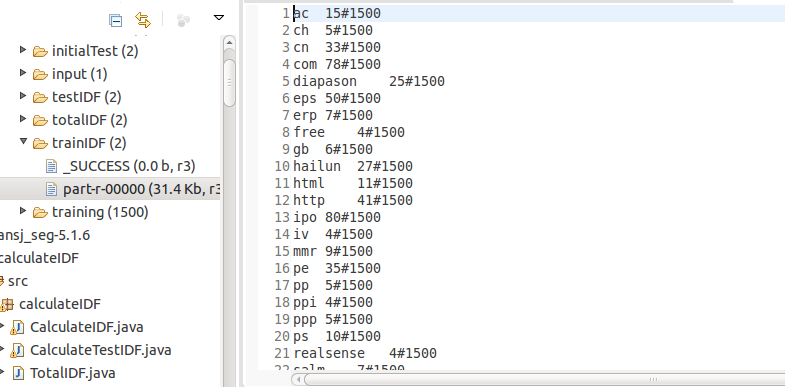 initialTest (2)
input (1)
testIDF (2)
totalIDF (2)
trainIDF (2)
_SUCCESS (0.0 b, r3)
part-r-00000 (31.4 Kb, r3
training (1500)
ansj_seg-5.1.6
calculateIDF
src
calculateIDF
CalculateIDF.java
CalculateTestIDF.java
TotalIDF.java
1 ac 15#1500
2 ch 5#1500
3 cn 33#1500
4 com 78#1500
5 diapason 25#1500
6 eps 50#1500
7 erp 7#1500
8 free 4#1500
9 gb 6#1500
10 hailun 27#1500
11 html 11#1500
12 http 41#1500
13 ipo 80#1500
14 iv 4#1500
15 mmr 9#1500
16 pe 35#1500
17 pp 5#1500
18 ppi 4#1500
19 ppp 5#1500
20 ps 10#1500
21 realsense 4#1500
22 salm 7#1500